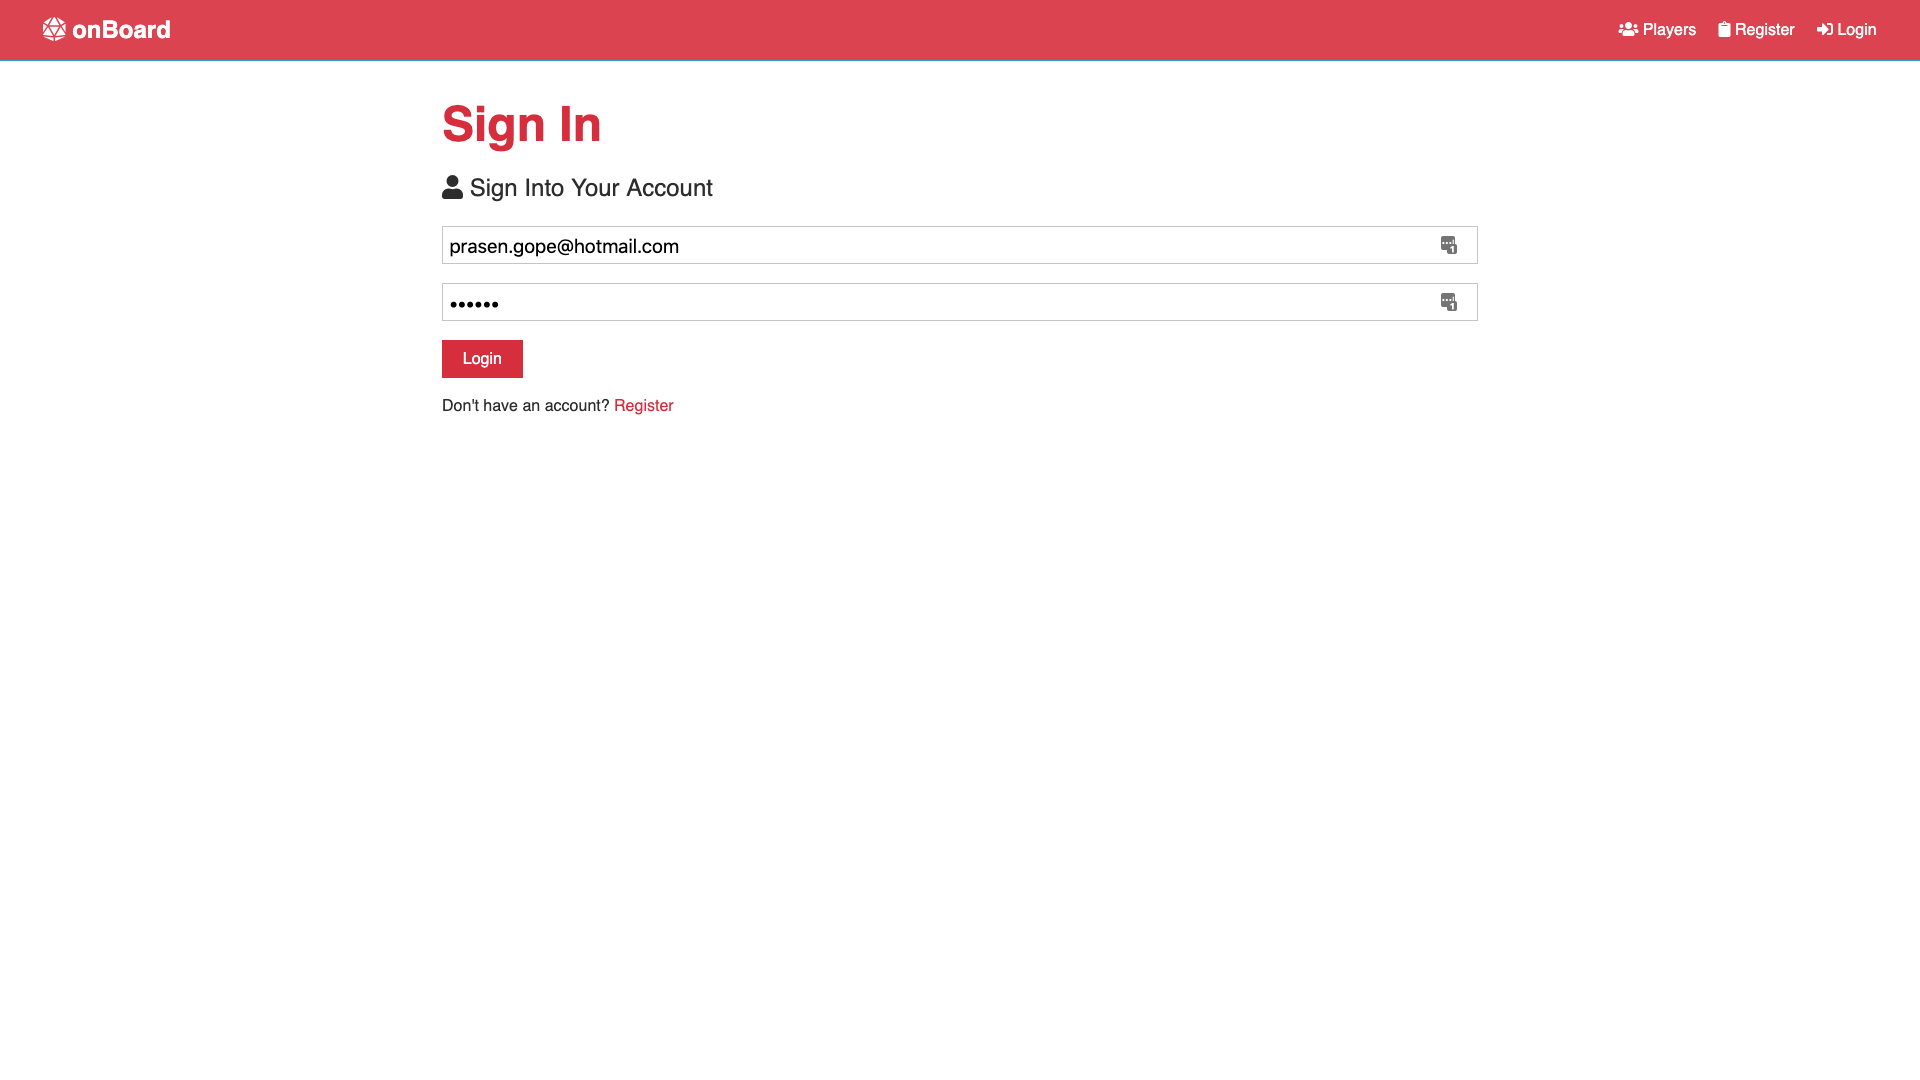 onBoard
Players Register Login
Sign In
Sign Into Your Account
prasen.gope@hotmail.com
••••••
Login
Don't have an account? Register